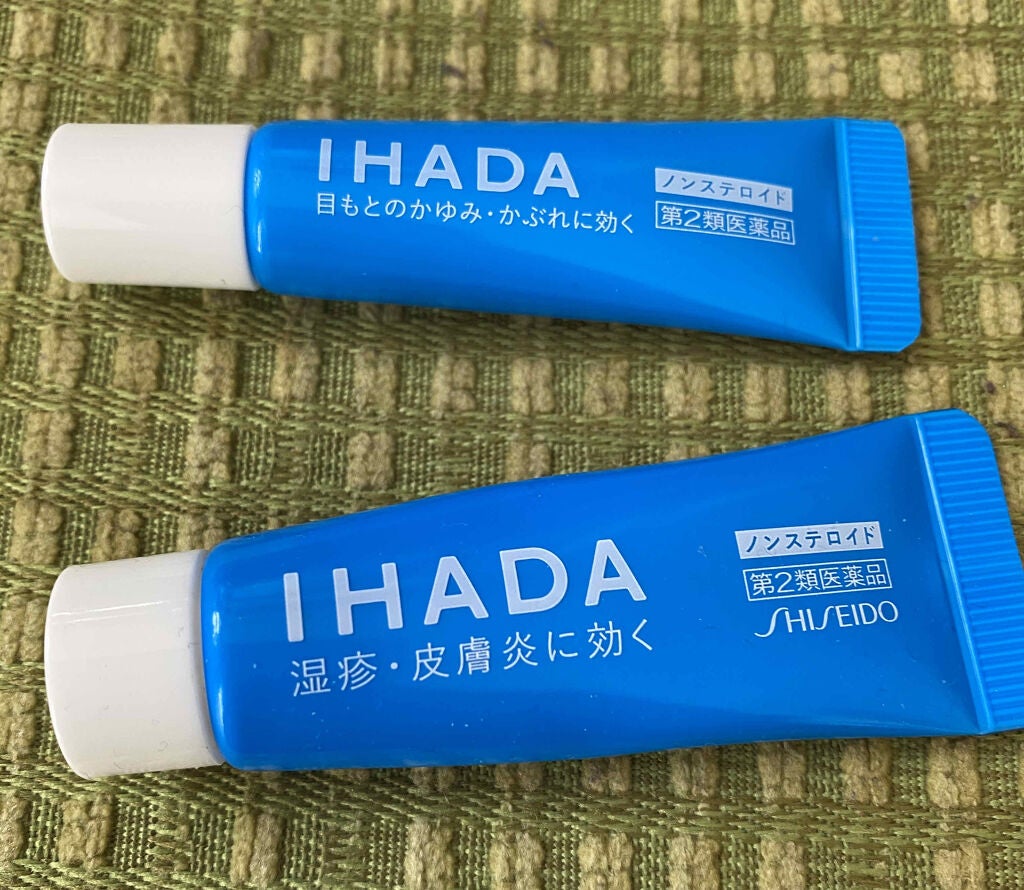 IHADA
目もとのかゆみ・かぶれに効く
ノンステロイド
第2類医薬品
IHADA
湿疹・皮膚炎に効く
ノンステロイド
第2類医薬品
SHISEIDO